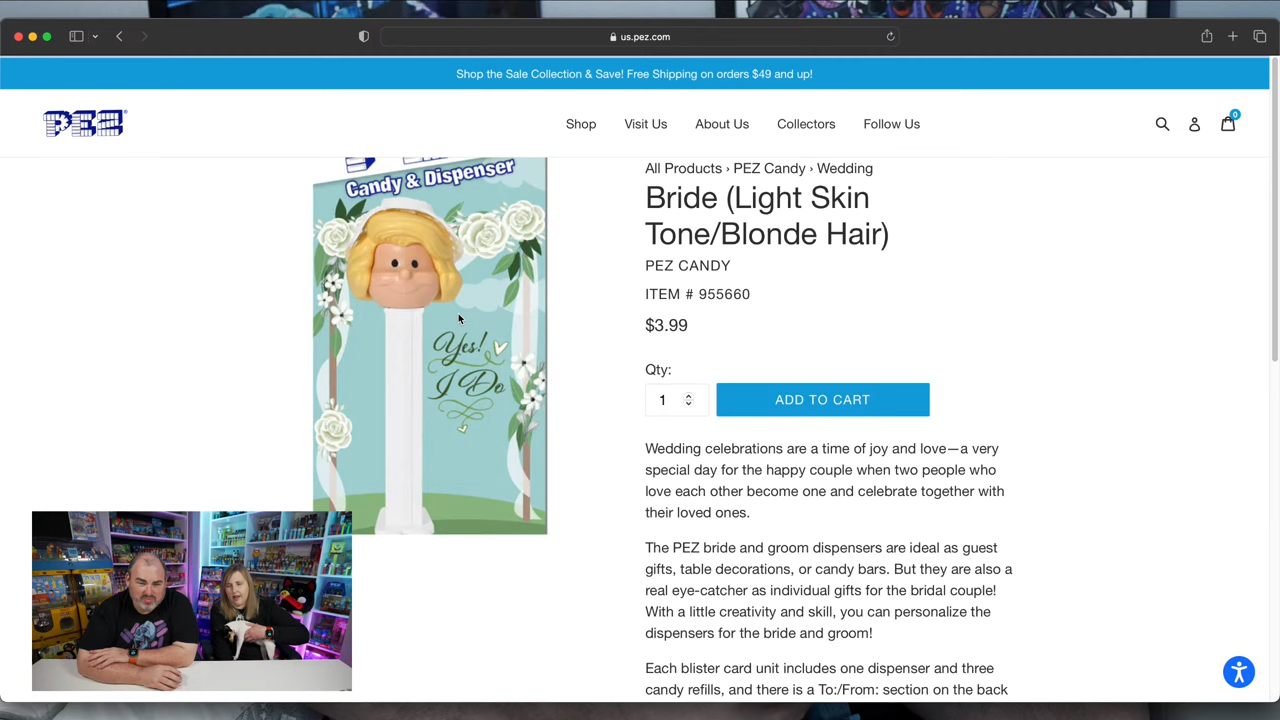 us.pez.com
Shop the Sale Collection & Save! Free Shipping on orders $49 and up!
PEZ
Shop
Visit Us
About Us
Collectors
Follow Us
0
Candy & Dispenser
Yes!
I Do
All Products › PEZ Candy › Wedding
Bride (Light Skin
Tone/Blonde Hair)
PEZ CANDY
ITEM # 955660
$3.99
Qty:
1
ADD TO CART
Wedding celebrations are a time of joy and love—a very
special day for the happy couple when two people who
love each other become one and celebrate together with
their loved ones.
The PEZ bride and groom dispensers are ideal as guest
gifts, table decorations, or candy bars. But they are also a
real eye-catcher as individual gifts for the bridal couple!
With a little creativity and skill, you can personalize the
dispensers for the bride and groom!
Each blister card unit includes one dispenser and three
candy refills, and there is a To:/From: section on the back